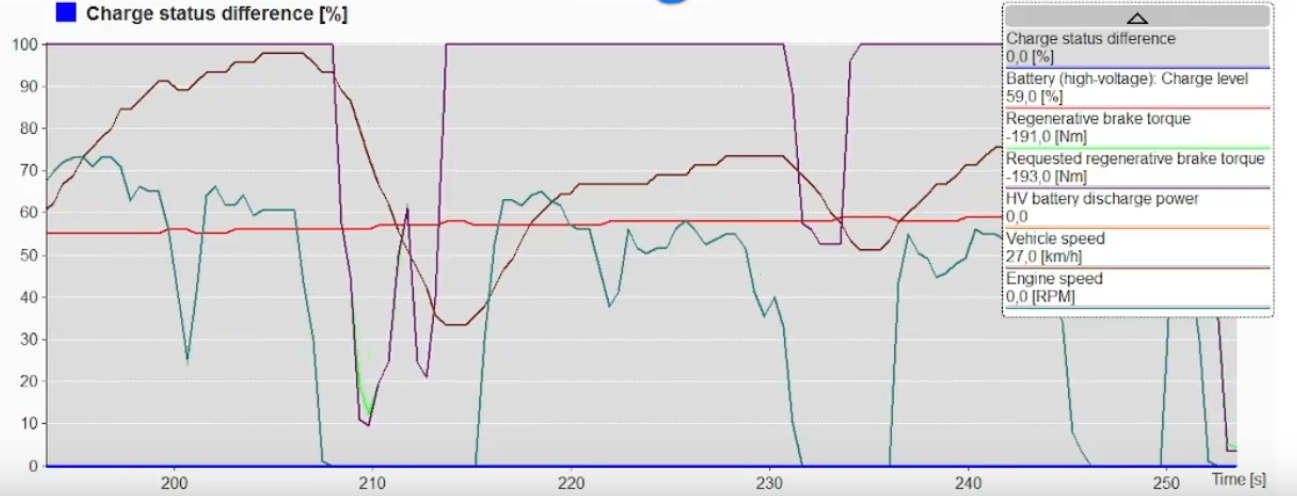 Charge status difference [%]
100
90
80
70
60
50
40
30
20
10
0
200
210
220
230
240
250
Time [s]
Charge status difference
0,0 [%]
Battery (high-voltage): Charge level
59,0 [%]
Regenerative brake torque
-191,0 [Nm]
Requested regenerative brake torque
-193,0 [Nm]
HV battery discharge power
0,0
Vehicle speed
27,0 [km/h]
Engine speed
0,0 [RPM]